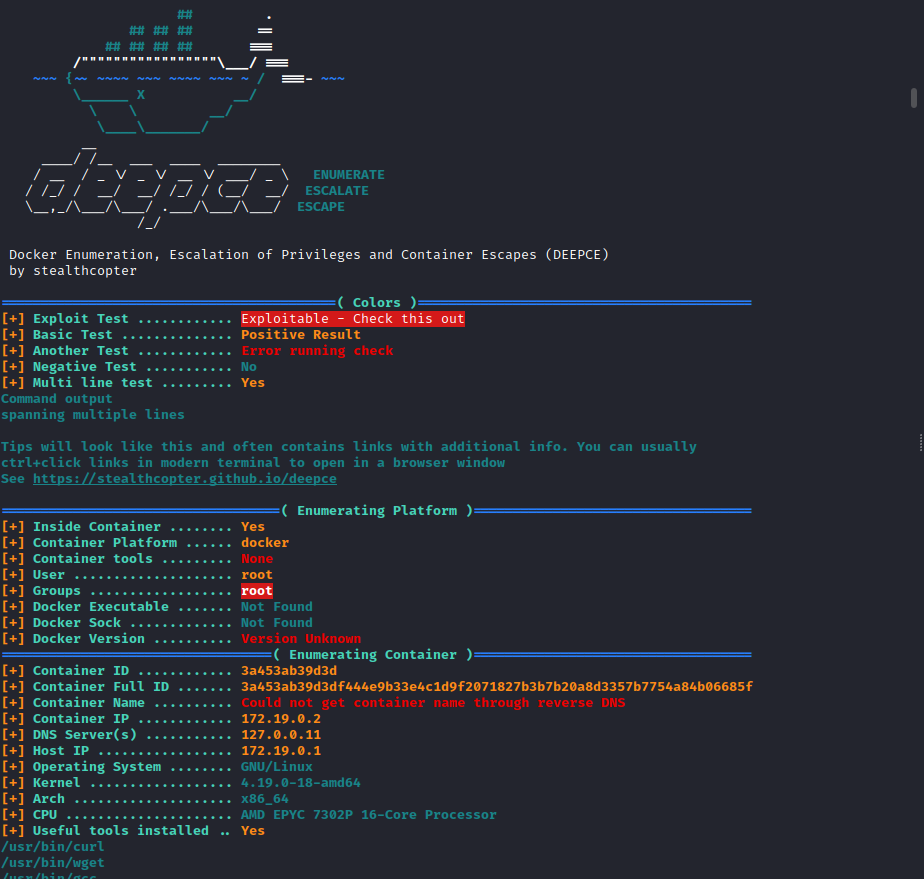 ENUMERATE
ESCALATE
ESCAPE
Docker Enumeration, Escalation of Privileges and Container Escapes (DEEPCE)
by stealthcopter
( Colors )
[+] Exploit Test ............ Exploitable - Check this out
[+] Basic Test .............. Positive Result
[+] Another Test ............ Error running check
[+] Negative Test ........... No
[+] Multi line test ......... Yes
Command output
spanning multiple lines
Tips will look like this and often contains links with additional info. You can usually
ctrl+click links in modern terminal to open in a browser window
See https://stealthcopter.github.io/deepce
( Enumerating Platform )
[+] Inside Container ........ Yes
[+] Container Platform ...... docker
[+] Container tools ......... None
[+] User .................... root
[+] Groups .................. root
[+] Docker Executable ....... Not Found
[+] Docker Sock ............. Not Found
[+] Docker Version .......... Version Unknown
( Enumerating Container )
[+] Container ID ............ 3a453ab39d3d
[+] Container Full ID ....... 3a453ab39d3df444e9b33e4c1d9f2071827b3b7b20a8d3357b7754a84b06685f
[+] Container Name .......... Could not get container name through reverse DNS
[+] Container IP ............ 172.19.0.2
[+] DNS Server(s) ........... 127.0.0.11
[+] Host IP ................. 172.19.0.1
[+] Operating System ........ GNU/Linux
[+] Kernel .................. 4.19.0-18-amd64
[+] Arch .................... x86_64
[+] CPU ..................... AMD EPYC 7302P 16-Core Processor
[+] Useful tools installed .. Yes
/usr/bin/curl
/usr/bin/wget
/usr/bin/gcc